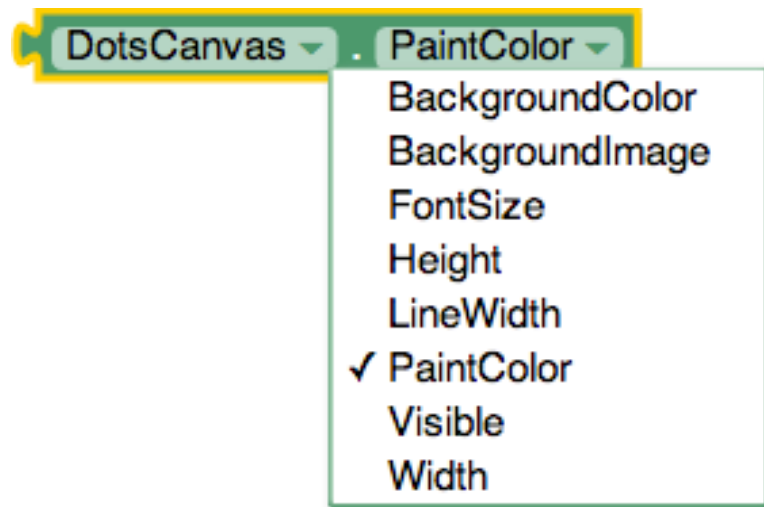 DotsCanvas . PaintColor
BackgroundColor
BackgroundImage
FontSize
Height
LineWidth
✓ PaintColor
Visible
Width